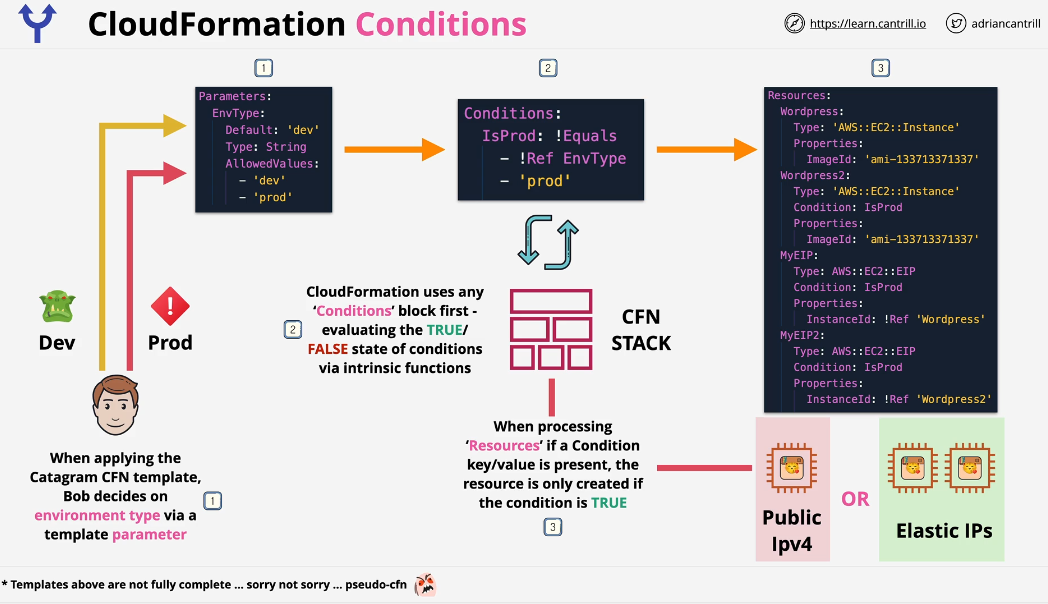 CloudFormation Conditions
https://learn.cantrill.io
adriancantrill
1
Parameters:
EnvType:
Default: 'dev'
Type: String
AllowedValues:
- 'dev'
- 'prod'
2
Conditions:
IsProd: !Equals
- !Ref EnvType
- 'prod'
3
Resources:
Wordpress:
Type: 'AWS::EC2::Instance'
Properties:
ImageId: 'ami-133713371337'
Wordpress2:
Type: 'AWS::EC2::Instance'
Condition: IsProd
Properties:
ImageId: 'ami-133713371337'
MyEIP:
Type: AWS::EC2::EIP
Condition: IsProd
Properties:
InstanceId: !Ref 'Wordpress'
MyEIP2:
Type: AWS::EC2::EIP
Condition: IsProd
Properties:
InstanceId: !Ref 'Wordpress2'
Dev
Prod
When applying the
Catagram CFN template,
Bob decides on
environment type via a
template parameter
1
CloudFormation uses any
'Conditions' block first -
evaluating the TRUE/
FALSE state of conditions
via intrinsic functions
2
CFN
STACK
When processing
'Resources' if a Condition
key/value is present, the
resource is only created if
the condition is TRUE
3
Public
Ipv4
OR
Elastic IPs
* Templates above are not fully complete ... sorry not sorry ... pseudo-cfn